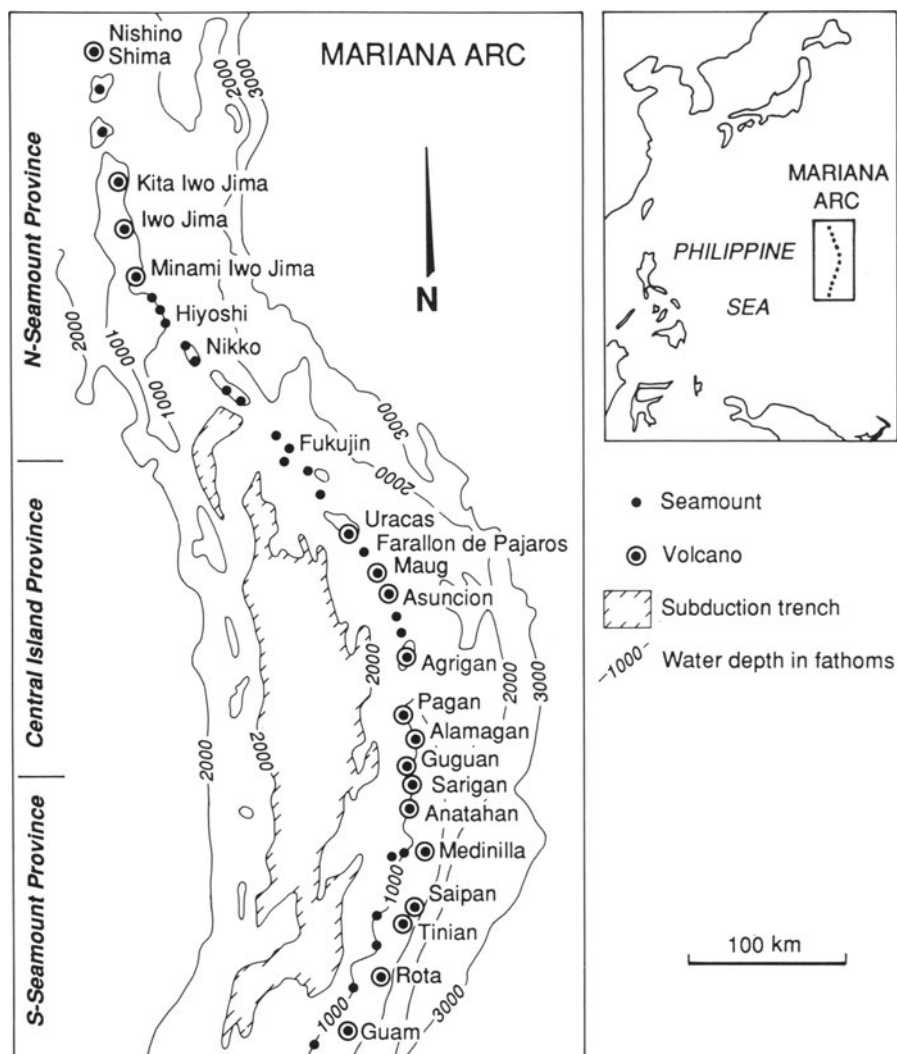 MARIANA ARC
Nishino
Shima
2000
3000
Kita Iwo Jima
Iwo Jima
Minami Iwo Jima
N
Hiyoshi
Nikko
2000
1000
1000
3000
2000
Fukujin
Uracas
Farallon de Pajaros
Maug
Asuncion
Agrigan
2000
2000
3000
Pagan
Alamagan
Guguan
Sarigan
Anatahan
2000
2000
Medinilla
1000
Saipan
Tinian
Rota
3000
1000
Guam
N-Seamount Province
Central Island Province
S-Seamount Province
MARIANA
ARC
PHILIPPINE
SEA
Seamount
Volcano
Subduction trench
-1000- Water depth in fathoms
100 km